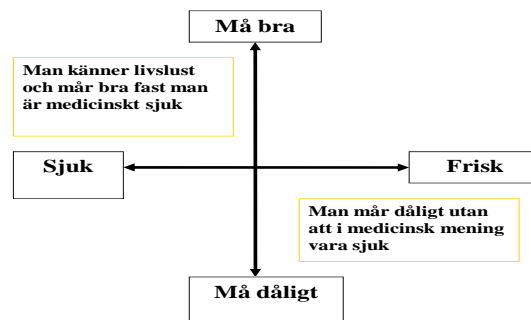 Må bra
Man känner livslust
och mår bra fast man
är medicinskt sjuk
Sjuk
Frisk
Man mår dåligt utan
att i medicinsk mening
vara sjuk
Må dåligt